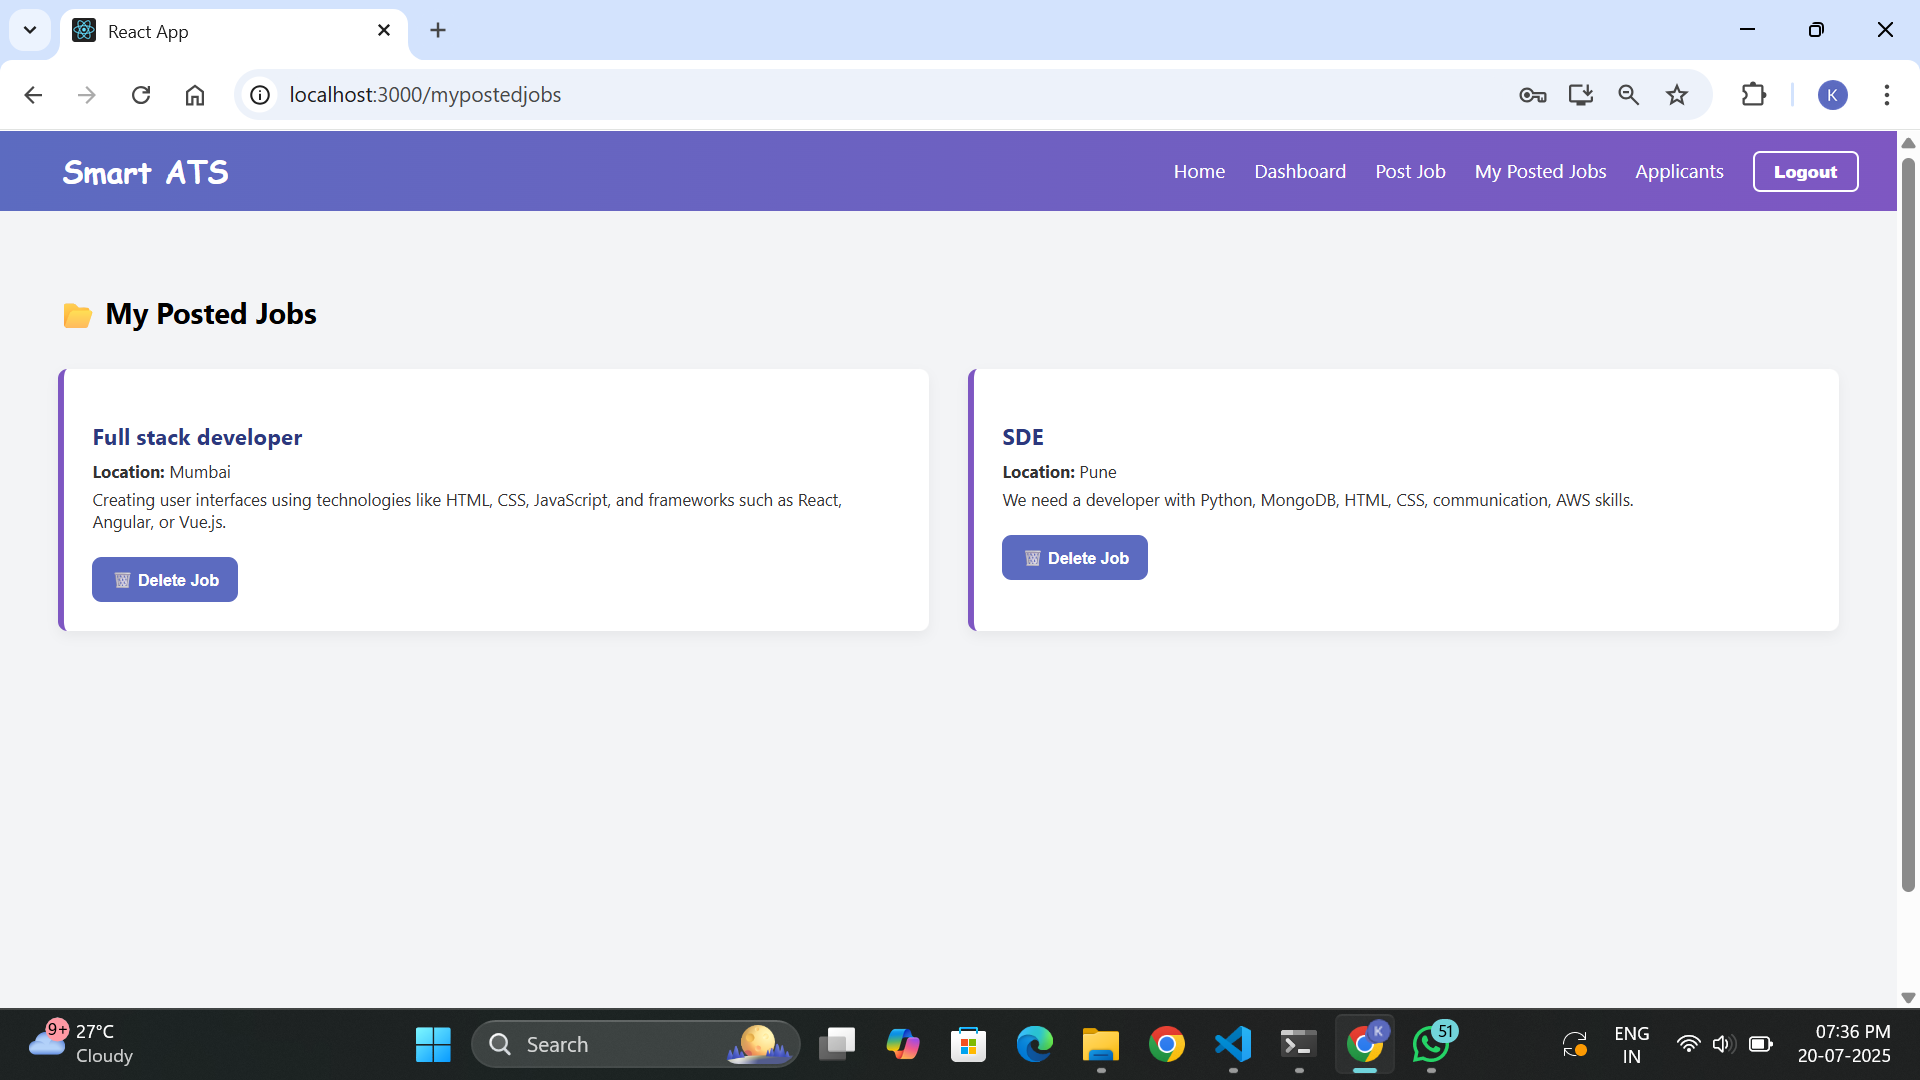 React App
localhost:3000/mypostedjobs
K
Smart ATS
Home Dashboard Post Job My Posted Jobs Applicants Logout
My Posted Jobs
Full stack developer
Location: Mumbai
Creating user interfaces using technologies like HTML, CSS, JavaScript, and frameworks such as React,
Angular, or Vue.js.
Delete Job
SDE
Location: Pune
We need a developer with Python, MongoDB, HTML, CSS, communication, AWS skills.
Delete Job
9+
27°C
Cloudy
Search
K
51
ENG
IN
07:36 PM
20-07-2025